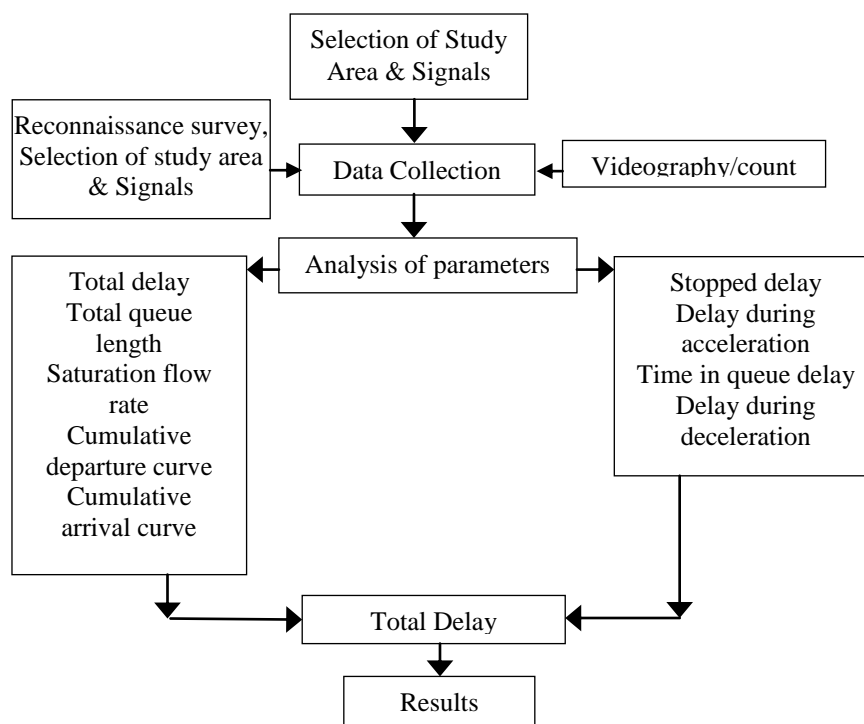 Selection of Study
Area & Signals
Reconnaissance survey,
Selection of study area
& Signals
Data Collection
Videography/count
Analysis of parameters
Total delay
Total queue
length
Saturation flow
rate
Cumulative
departure curve
Cumulative
arrival curve
Stopped delay
Delay during
acceleration
Time in queue delay
Delay during
deceleration
Total Delay
Results